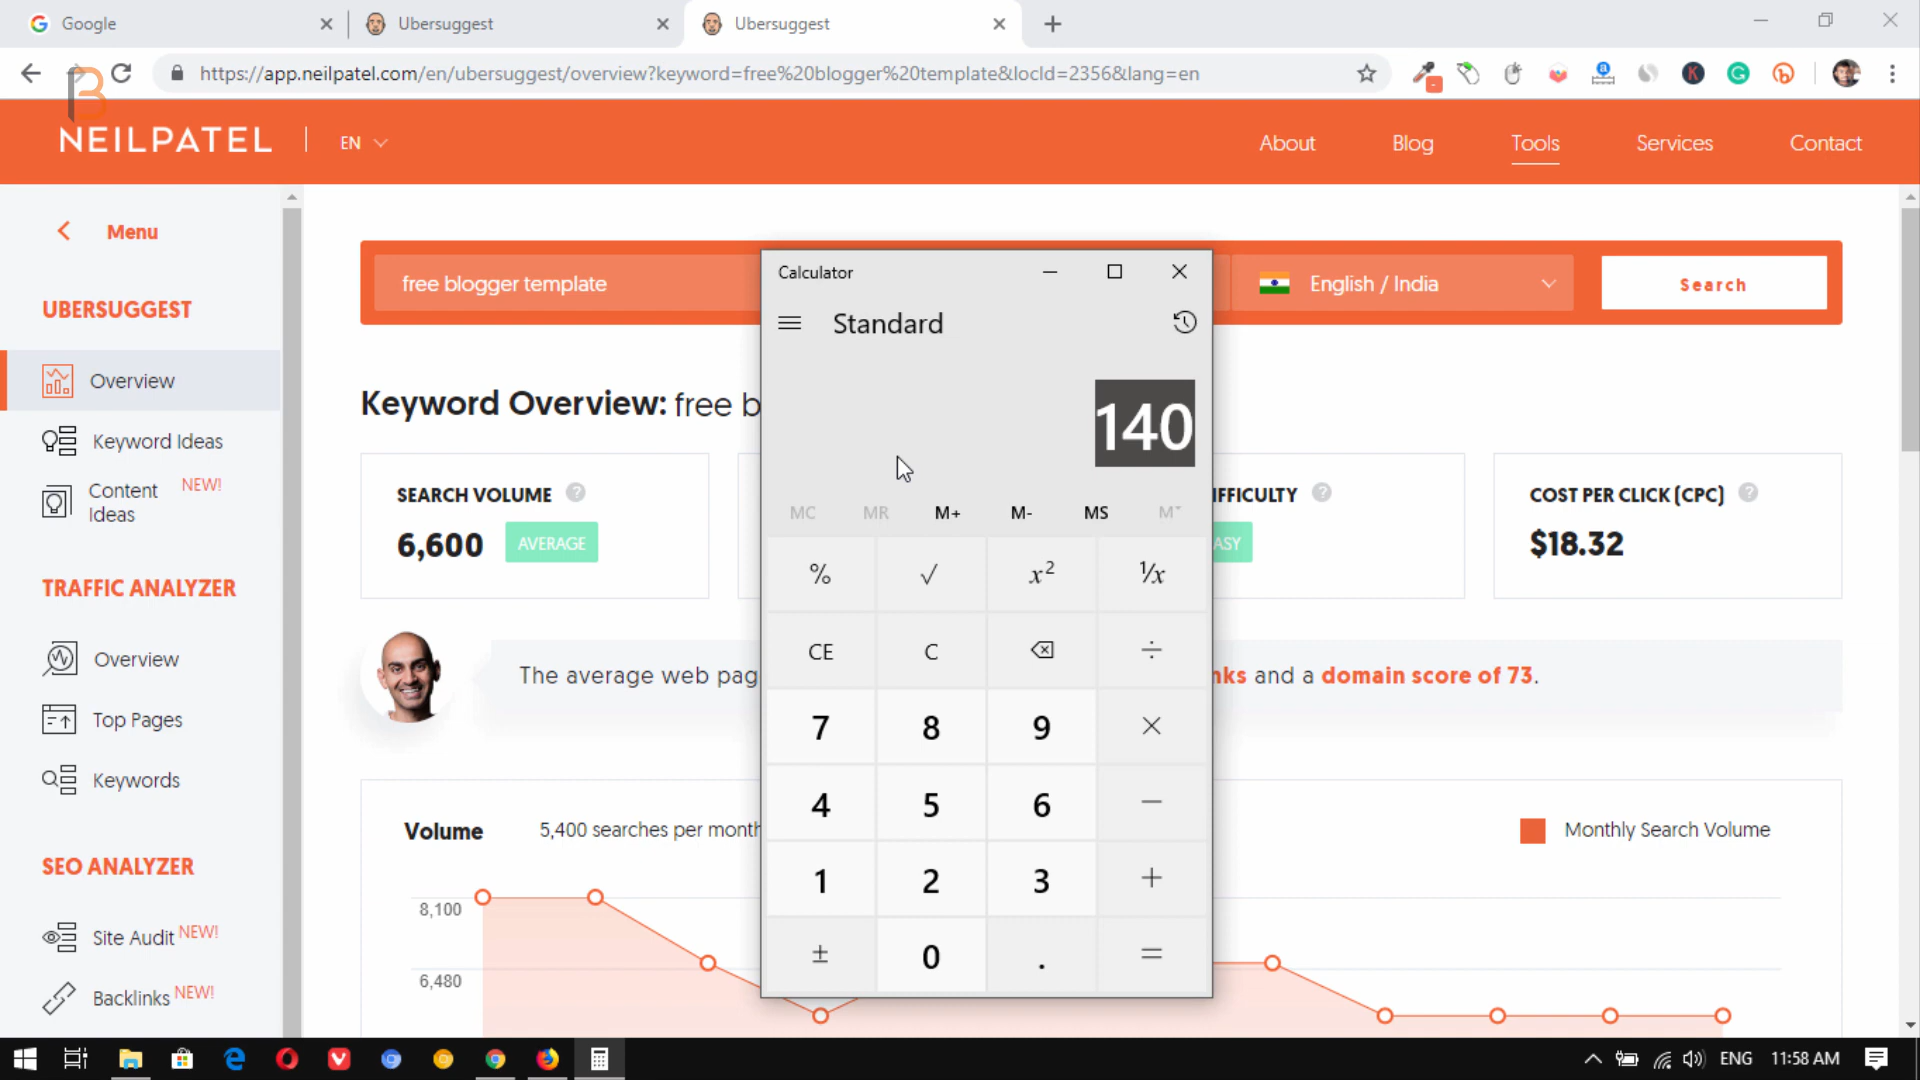 Google
Ubersuggest
Ubersuggest
https://app.neilpatel.com/en/ubersuggest/overview?keyword=free%20blogger%20template&locId=2356&lang=en
NEILPATEL
EN
About
Blog
Tools
Services
Contact
Menu
UBERSUGGEST
Overview
Keyword Ideas
Content Ideas NEW!
TRAFFIC ANALYZER
Overview
Top Pages
Keywords
SEO ANALYZER
Site Audit NEW!
Backlinks NEW!
free blogger template
English / India
Search
Keyword Overview: free b
SEARCH VOLUME ?
6,600 AVERAGE
IFFICULTY ?
ASY
COST PER CLICK (CPC) ?
$18.32
The average web pag
nks and a domain score of 73.
Volume
5,400 searches per month
Monthly Search Volume
8,100
6,480
Calculator
Standard
140
MC MR M+ M- MS M
% √ x² ¹/x
CE C ÷
7 8 9 ×
4 5 6 −
1 2 3 +
± 0 . =
ENG 11:58 AM